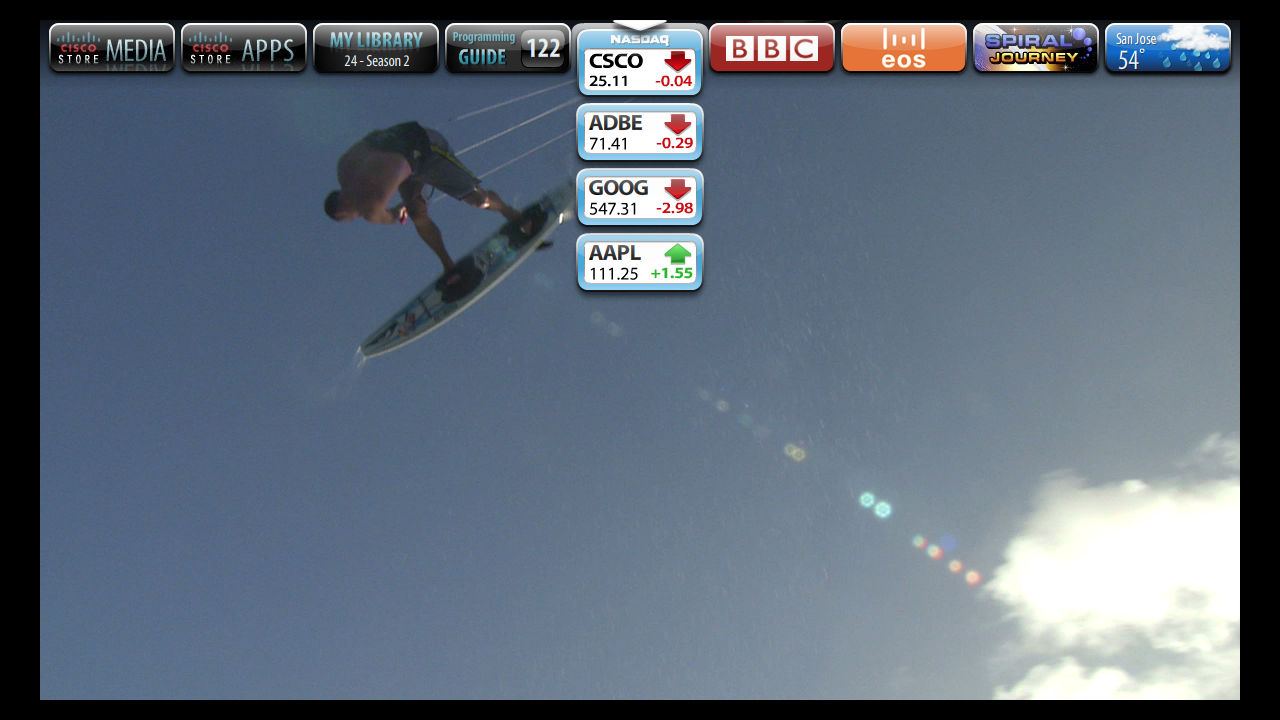 CISCO
STORE MEDIA
CISCO
STORE APPS
MY LIBRARY
24 - Season 2
Programming
GUIDE 122
NASDAQ
CSCO
25.11 -0.04
ADBE
71.41 -0.29
GOOG
547.31 -2.98
AAPL
111.25 +1.55
BBC
eos
SPIRAL
JOURNEY
San Jose
54°